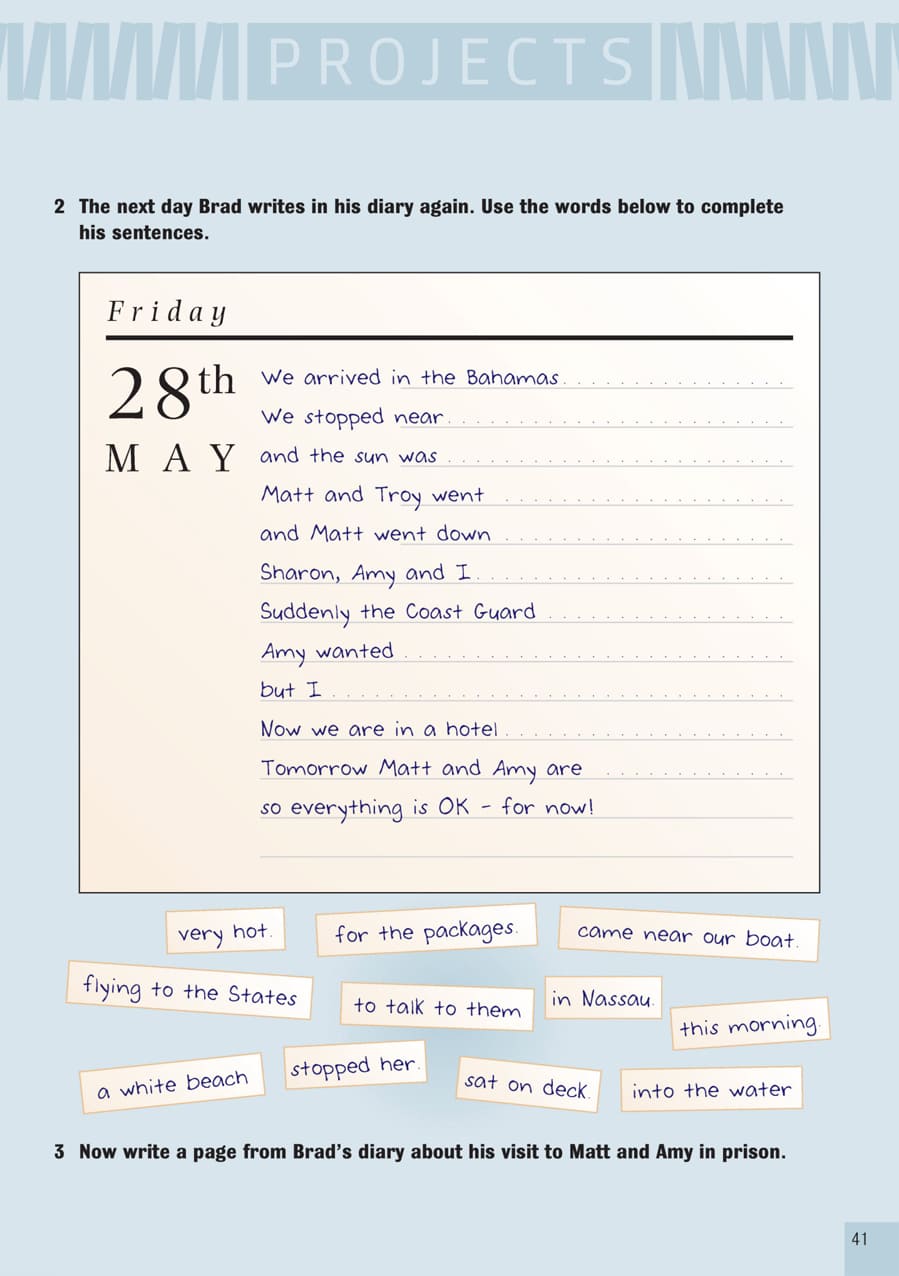 PROJECTS
2 The next day Brad writes in his diary again. Use the words below to complete
his sentences.
Friday
28th
MAY
We arrived in the Bahamas
We stopped near
and the sun was
Matt and Troy went
and Matt went down
Sharon, Amy and I
Suddenly the Coast Guard
Amy wanted
but I
Now we are in a hotel
Tomorrow Matt and Amy are
so everything is OK - for now!
very hot.
for the packages.
came near our boat.
flying to the States
to talk to them
in Nassau.
this morning.
a white beach
stopped her.
sat on deck.
into the water
3 Now write a page from Brad's diary about his visit to Matt and Amy in prison.
41